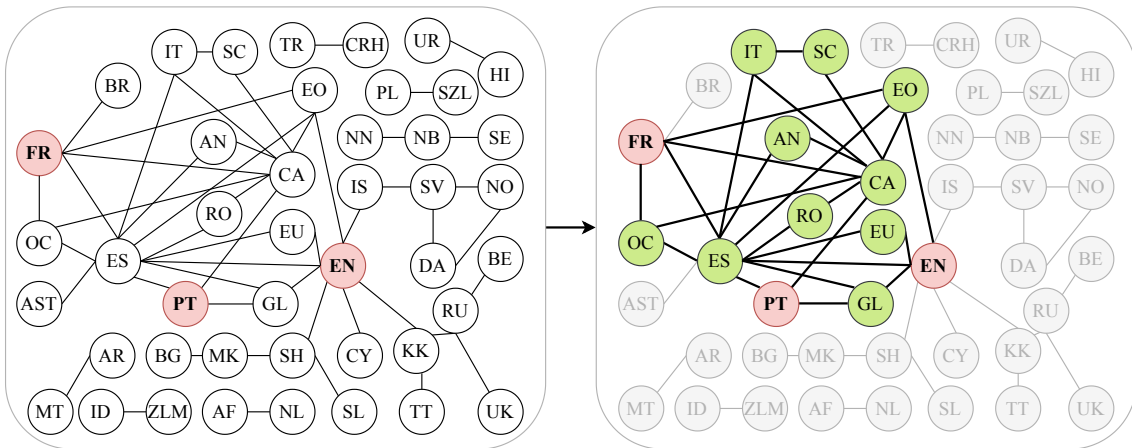 IT
SC
TR
CRH
UR
HI
BR
EO
PL
SZL
FR
AN
NN
NB
SE
CA
IS
SV
NO
RO
OC
EU
ES
EN
DA
BE
AST
PT
GL
RU
AR
BG
MK
SH
CY
KK
MT
ID
ZLM
AF
NL
SL
TT
UK
IT
SC
TR
CRH
UR
HI
BR
EO
PL
SZL
FR
AN
NN
NB
SE
CA
IS
SV
NO
RO
OC
EU
ES
EN
DA
BE
AST
PT
GL
RU
AR
BG
MK
SH
CY
KK
MT
ID
ZLM
AF
NL
SL
TT
UK